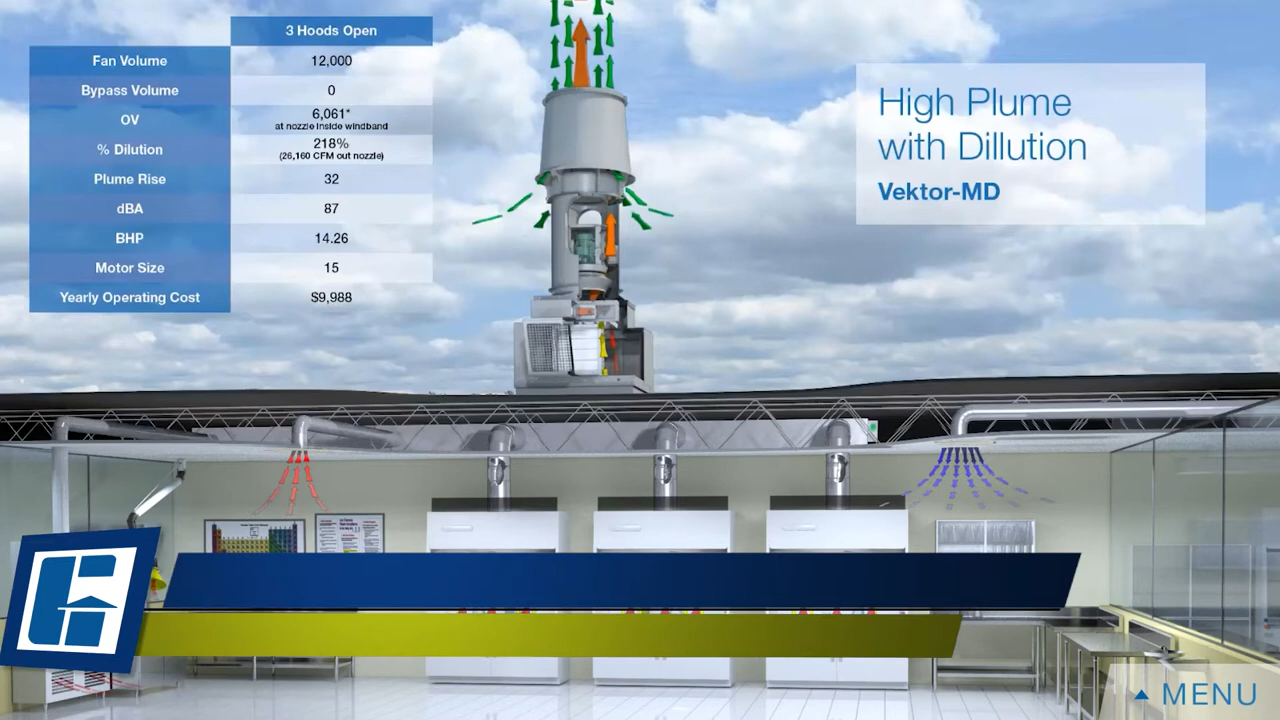 3 Hoods Open
Fan Volume 12,000
Bypass Volume 0
OV 6,061*
at nozzle inside windband
% Dilution 218%
(26,160 CFM out nozzle)
Plume Rise 32
dBA 87
BHP 14.26
Motor Size 15
Yearly Operating Cost $9,988
High Plume
with Dillution
Vektor-MD
MENU